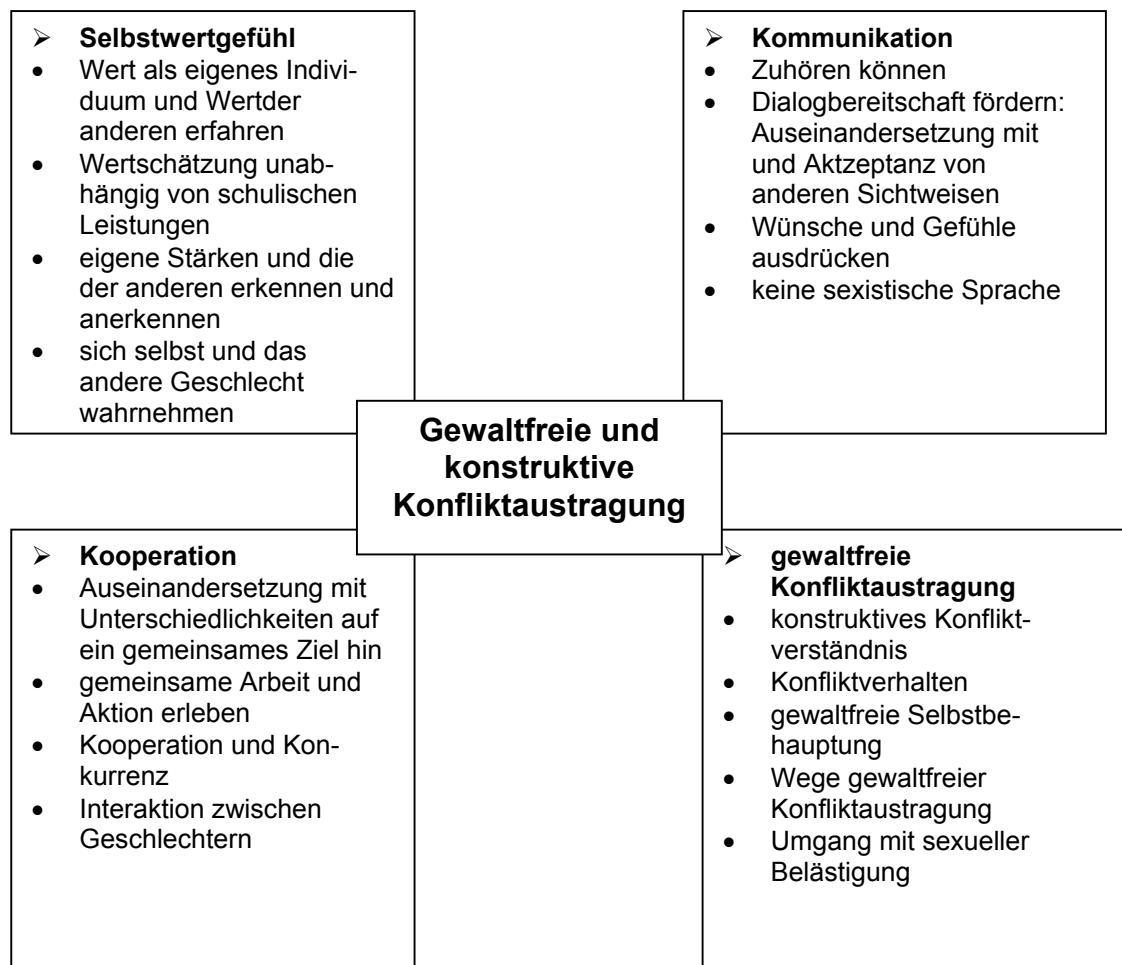 ➢ Selbstwertgefühl
• Wert als eigenes Indivi-
duum und Wertder
anderen erfahren
• Wertschätzung unab-
hängig von schulischen
Leistungen
• eigene Stärken und die
der anderen erkennen und
anerkennen
• sich selbst und das
andere Geschlecht
wahrnehmen
➢ Kommunikation
• Zuhören können
• Dialogbereitschaft fördern:
Auseinandersetzung mit
und Aktzeptanz von
anderen Sichtweisen
• Wünsche und Gefühle
ausdrücken
• keine sexistische Sprache
Gewaltfreie und
konstruktive
Konfliktaustragung
➢ Kooperation
• Auseinandersetzung mit
Unterschiedlichkeiten auf
ein gemeinsames Ziel hin
• gemeinsame Arbeit und
Aktion erleben
• Kooperation und Kon-
kurrenz
• Interaktion zwischen
Geschlechtern
➢ gewaltfreie
Konfliktaustragung
• konstruktives Konflikt-
verständnis
• Konfliktverhalten
• gewaltfreie Selbstbe-
hauptung
• Wege gewaltfreier
Konfliktaustragung
• Umgang mit sexueller
Belästigung